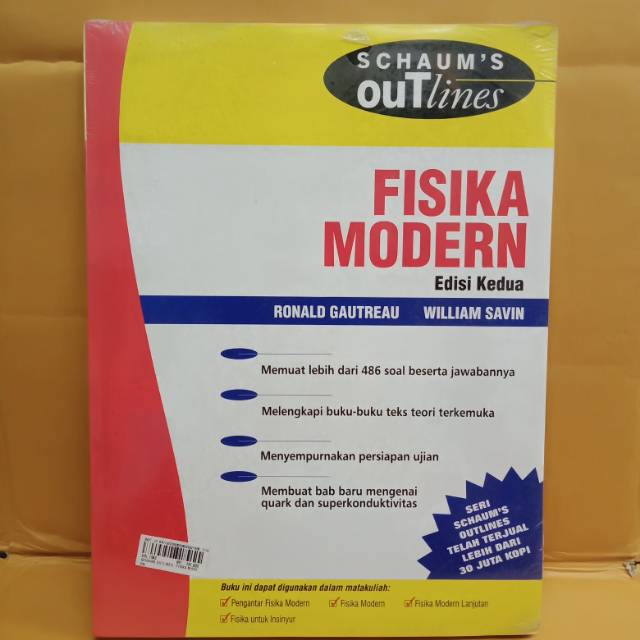 SCHAUM'S
ouTlines
FISIKA
MODERN
Edisi Kedua
RONALD GAUTREAU WILLIAM SAVIN
Memuat lebih dari 486 soal beserta jawabannya
Melengkapi buku-buku teks teori terkemuka
Menyempurnakan persiapan ujian
Membuat bab baru mengenai
quark dan superkonduktivitas
SERI
SCHAUM'S
OUTLINES
TELAH TERJUAL
LEBIH DARI
30 JUTA KOPI
Buku ini dapat digunakan dalam matakuliah:
Pengantar Fisika Modern Fisika Modern Fisika Modern Lanjutan
Fisika untuk Insinyur